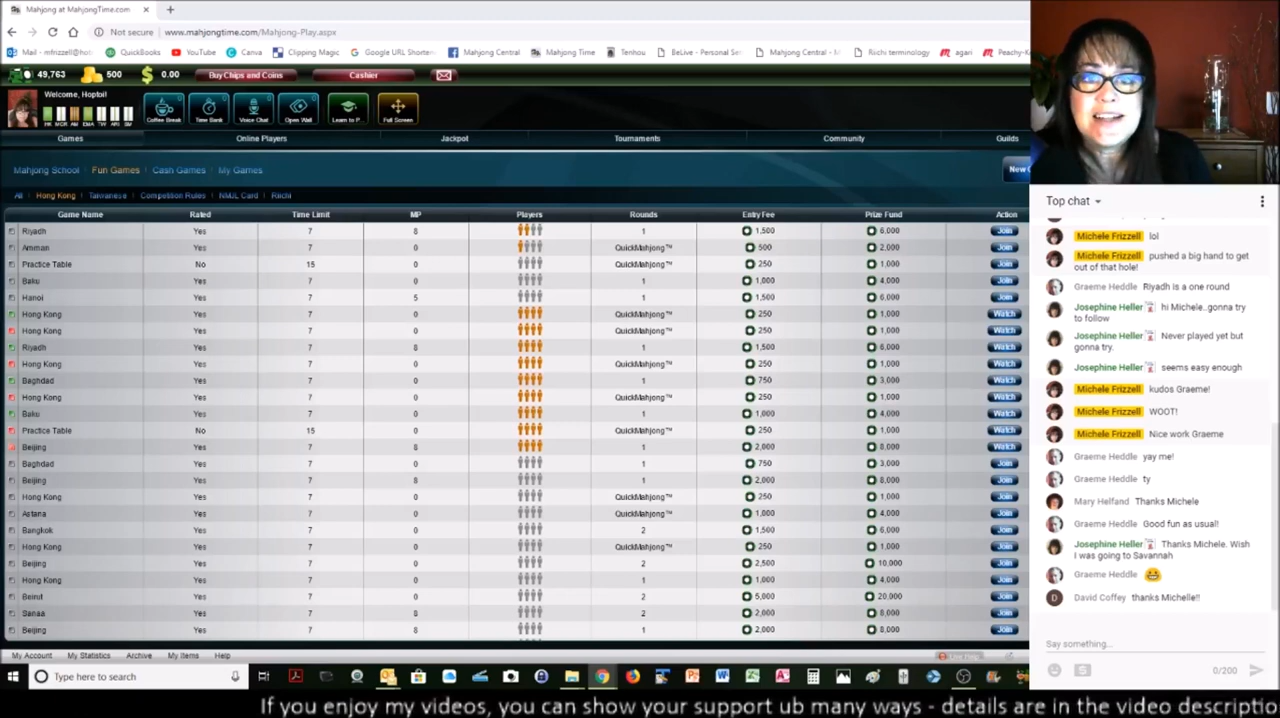 Mahjong at MahjongTime.com
Not secure www.mahjongtime.com/Mahjong-Play.aspx
Mail - mfrizzell@hot QuickBooks YouTube Canva Clipping Magic Google URL Shorten Mahjong Central Mahjong Time Tenhou BeLive - Personal Se Mahjong Central - M Riichi terminology agari Peachy-K
49,763 500 0.00 Buy Chips and Coins Cashier
Welcome, Hoptoi!
HK MCR AM EMA TW ARI SM
Coffee Break Time Bank Voice Chat Open Wall Learn to P... Full Screen
Games Online Players Jackpot Tournaments Community Guilds
Mahjong School Fun Games Cash Games My Games New
All Hong Kong Taiwanese Competition Rules NMJL Card Riichi
Game Name Rated Time Limit MP Players Rounds Entry Fee Prize Fund Action
Riyadh Yes 7 8 1 1,500 6,000 Join
Amman Yes 7 0 QuickMahjong™ 500 2,000 Join
Practice Table No 15 0 QuickMahjong™ 250 1,000 Join
Baku Yes 7 0 1 1,000 4,000 Join
Hanoi Yes 7 5 1 1,500 6,000 Join
Hong Kong Yes 7 0 QuickMahjong™ 250 1,000 Watch
Hong Kong Yes 7 0 QuickMahjong™ 250 1,000 Watch
Riyadh Yes 7 8 1 1,500 6,000 Watch
Hong Kong Yes 7 0 QuickMahjong™ 250 1,000 Watch
Baghdad Yes 7 0 1 750 3,000 Watch
Hong Kong Yes 7 0 QuickMahjong™ 250 1,000 Watch
Baku Yes 7 0 1 1,000 4,000 Watch
Practice Table No 15 0 QuickMahjong™ 250 1,000 Watch
Beijing Yes 7 8 1 2,000 8,000 Watch
Baghdad Yes 7 0 1 750 3,000 Join
Beijing Yes 7 8 1 2,000 8,000 Join
Hong Kong Yes 7 0 QuickMahjong™ 250 1,000 Join
Astana Yes 7 0 QuickMahjong™ 1,000 4,000 Join
Bangkok Yes 7 0 2 1,500 6,000 Join
Hong Kong Yes 7 0 QuickMahjong™ 250 1,000 Join
Beijing Yes 7 0 2 2,500 10,000 Join
Hong Kong Yes 7 0 1 1,000 4,000 Join
Beirut Yes 7 0 2 5,000 20,000 Join
Sanaa Yes 7 8 2 2,000 8,000 Join
Beijing Yes 7 8 1 2,000 8,000 Join
My Account My Statistics Archive My Items Help Live Help
Type here to search
Top chat
Michele Frizzell lol
Michele Frizzell pushed a big hand to get
out of that hole!
Graeme Heddle Riyadh is a one round
Josephine Heller hi Michele..gonna try
to follow
Josephine Heller Never played yet but
gonna try.
Josephine Heller seems easy enough
Michele Frizzell kudos Graeme!
Michele Frizzell WOOT!
Michele Frizzell Nice work Graeme
Graeme Heddle yay me!
Graeme Heddle ty
Mary Helfand Thanks Michele
Graeme Heddle Good fun as usual!
Josephine Heller Thanks Michele. Wish
I was going to Savannah
Graeme Heddle
D David Coffey thanks Michelle!!
Say something...
0/200
If you enjoy my videos, you can show your support ub many ways - details are in the video descriptio